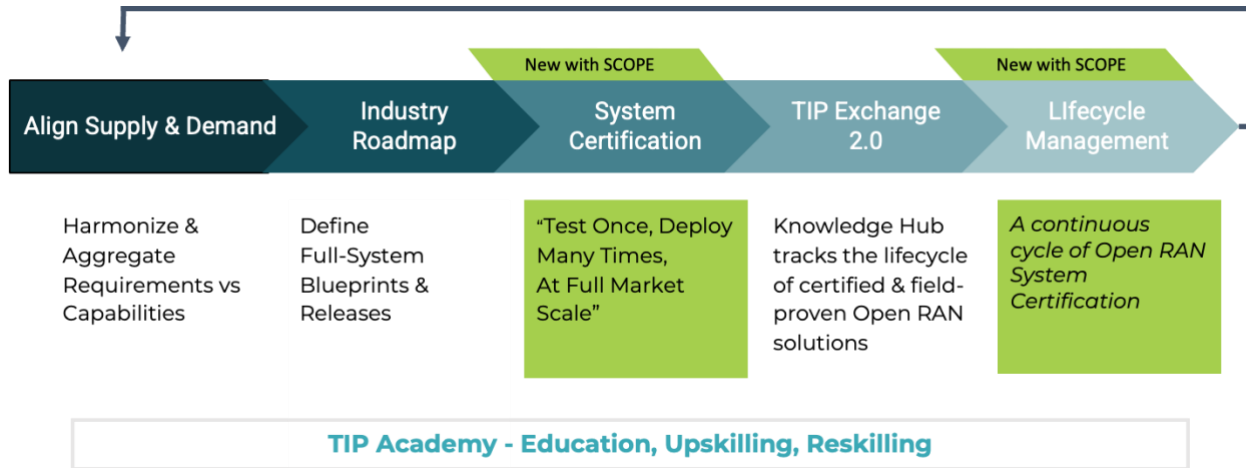 New with SCOPE
New with SCOPE
Align Supply & Demand
Industry
Roadmap
System
Certification
TIP Exchange
2.0
LIfecycle
Management
Harmonize &
Aggregate
Requirements vs
Capabilities
Define
Full-System
Blueprints &
Releases
“Test Once, Deploy
Many Times,
At Full Market
Scale”
Knowledge Hub
tracks the lifecycle
of certified & field-
proven Open RAN
solutions
A continuous
cycle of Open RAN
System
Certification
TIP Academy - Education, Upskilling, Reskilling